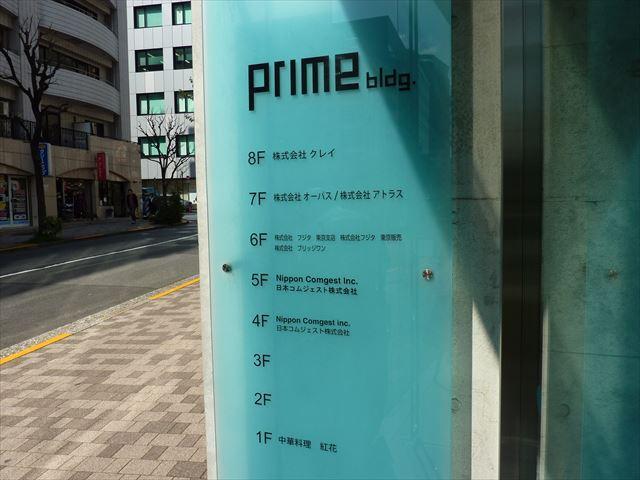 prime bldg.
8F 株式会社 クレイ
7F 株式会社 オーパス / 株式会社 アトラス
6F 株式会社 フジタ 東京支店 株式会社フジタ 東京販売
株式会社 ブリッジワン
5F Nippon Comgest Inc.
日本コムジェスト株式会社
4F Nippon Comgest inc.
日本コムジェスト株式会社
3F
2F
1F 中華料理 紅花